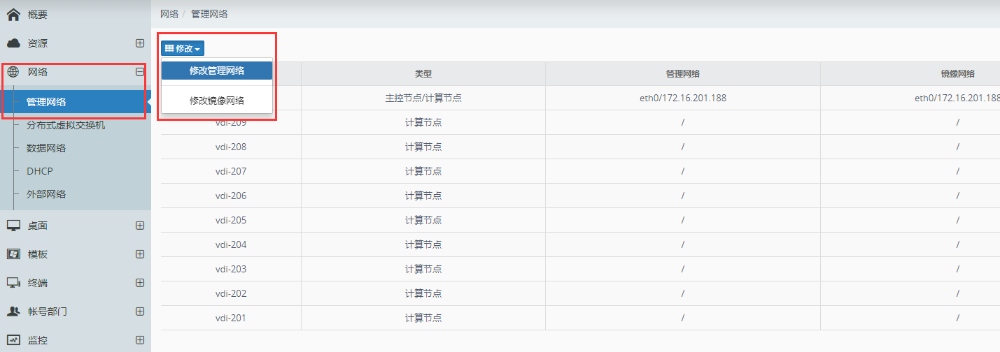 概要
资源
网络
管理网络
分布式虚拟交换机
数据网络
DHCP
外部网络
桌面
模板
终端
帐号部门
监控
网络 / 管理网络
修改
修改管理网络
修改镜像网络
类型 管理网络 镜像网络
主控节点/计算节点 eth0/172.16.201.188 eth0/172.16.201.188
vdi-209 计算节点 / /
vdi-208 计算节点 / /
vdi-207 计算节点 / /
vdi-206 计算节点 / /
vdi-205 计算节点 / /
vdi-204 计算节点 / /
vdi-203 计算节点 / /
vdi-202 计算节点 / /
vdi-201 计算节点 / /